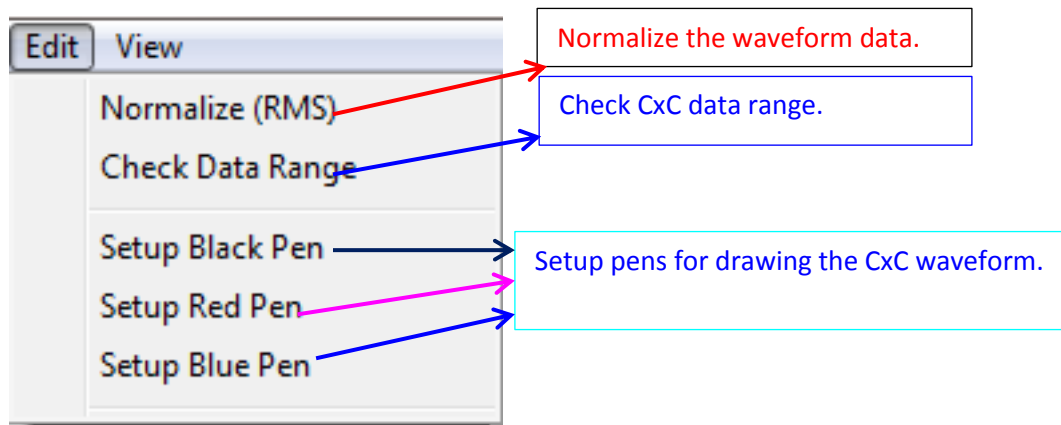 Edit View
Normalize the waveform data.
Normalize (RMS)
Check CxC data range.
Check Data Range
Setup Black Pen
Setup pens for drawing the CxC waveform.
Setup Red Pen
Setup Blue Pen